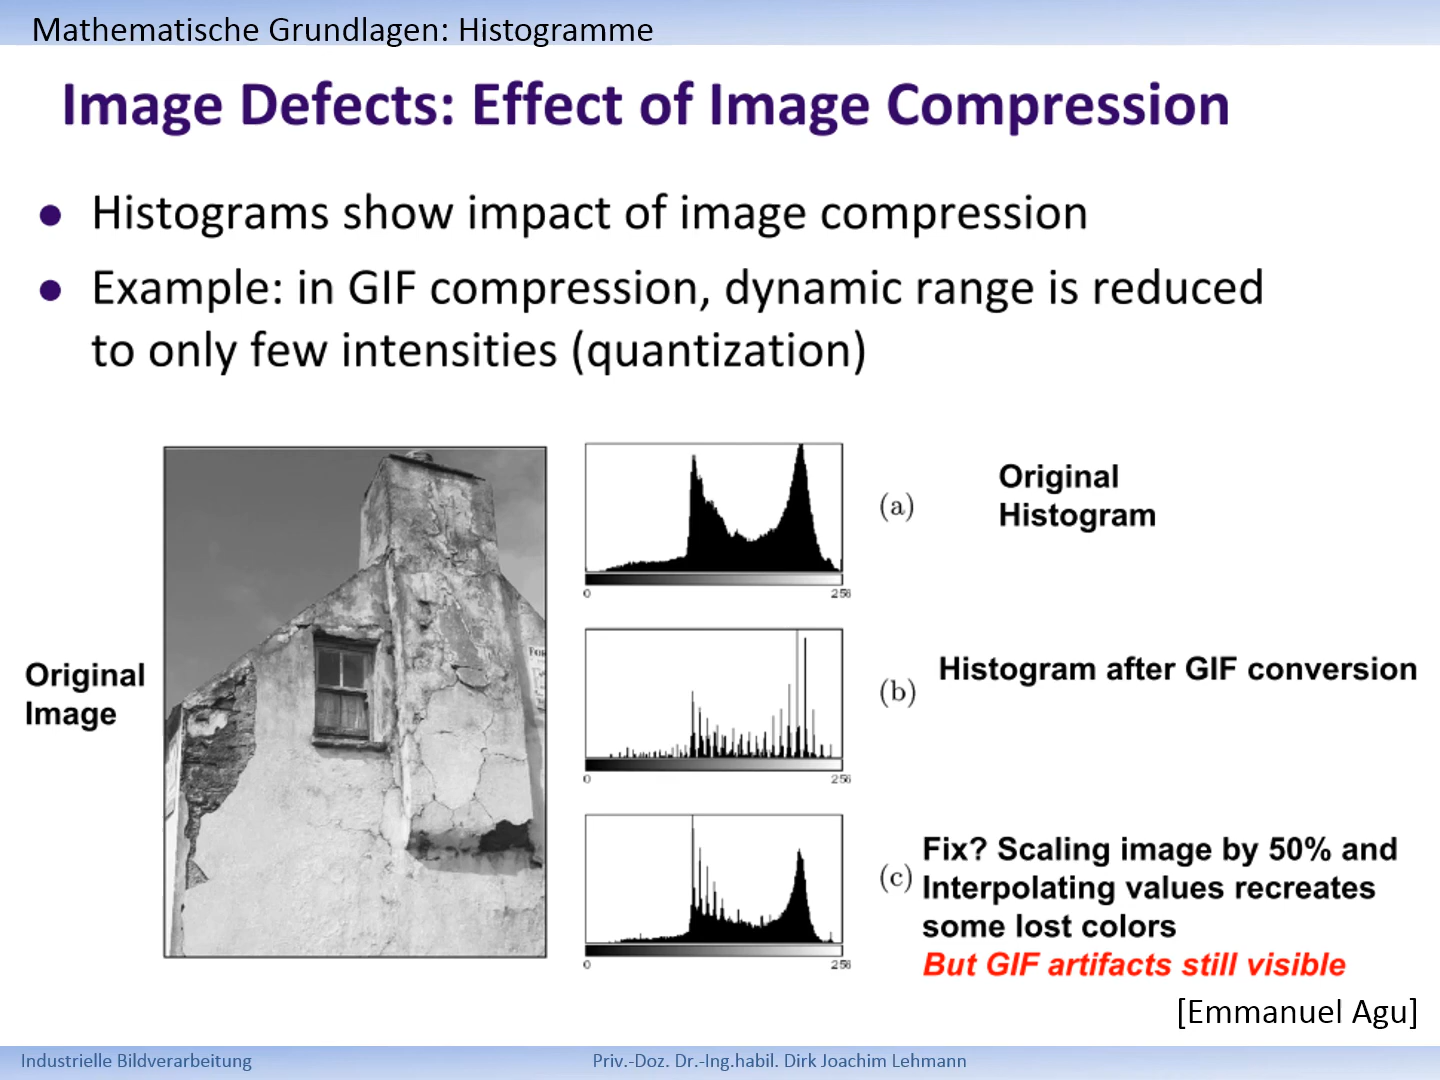 Mathematische Grundlagen: Histogramme
Image Defects: Effect of Image Compression
● Histograms show impact of image compression
● Example: in GIF compression, dynamic range is reduced
to only few intensities (quantization)
Original
Image
(a)
Original
Histogram
0 256
(b)
Histogram after GIF conversion
0 256
(c)
Fix? Scaling image by 50% and
Interpolating values recreates
some lost colors
But GIF artifacts still visible
0 256
[Emmanuel Agu]
Industrielle Bildverarbeitung
Priv.-Doz. Dr.-Ing.habil. Dirk Joachim Lehmann